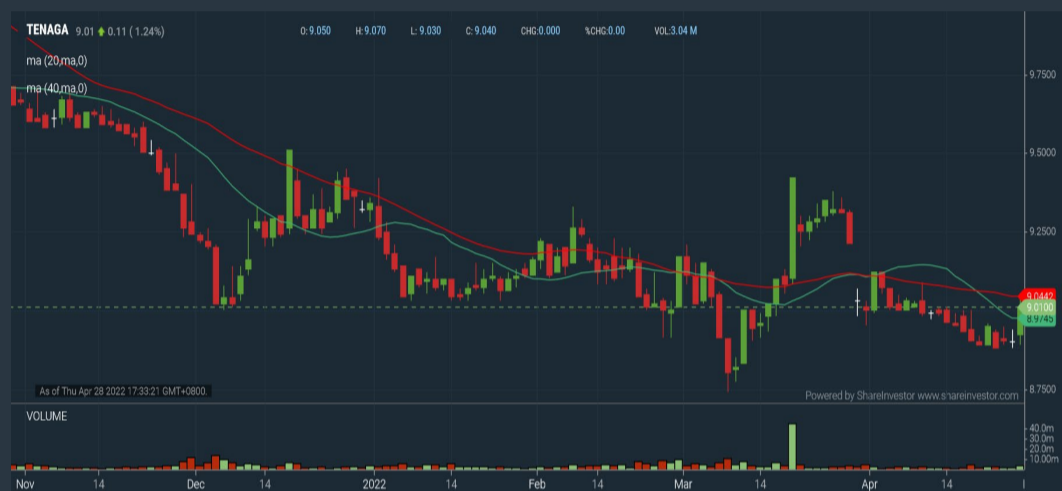 TENAGA 9.01 0.11 (1.24%) O: 9.050 H: 9.070 L: 9.030 C: 9.040 CHG:0.000 %CHG:0.00 VOL:3.04 M
ma (20,ma,0)
ma (40,ma,0)
9.7500
9.5000
9.2500
9.0442
9.0100
8.9745
8.7500
As of Thu Apr 28 2022 17:33:21 GMT+0800.
Powered by ShareInvestor www.shareinvestor.com
VOLUME
40.0m
30.0m
20.0m
10.00m
Nov 14 Dec 14 2022 14 Feb 14 Mar 14 Apr 14